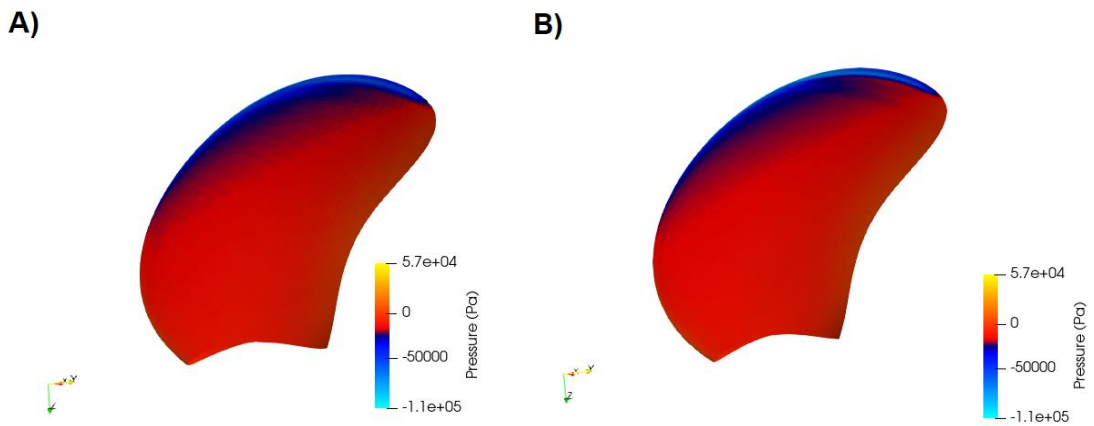 A)
B)
5.7e+04
0
-50000
-1.1e+05
Pressure (Pa)
X
Y
Z
5.7e+04
0
-50000
-1.1e+05
Pressure (Pa)
X
Y
Z